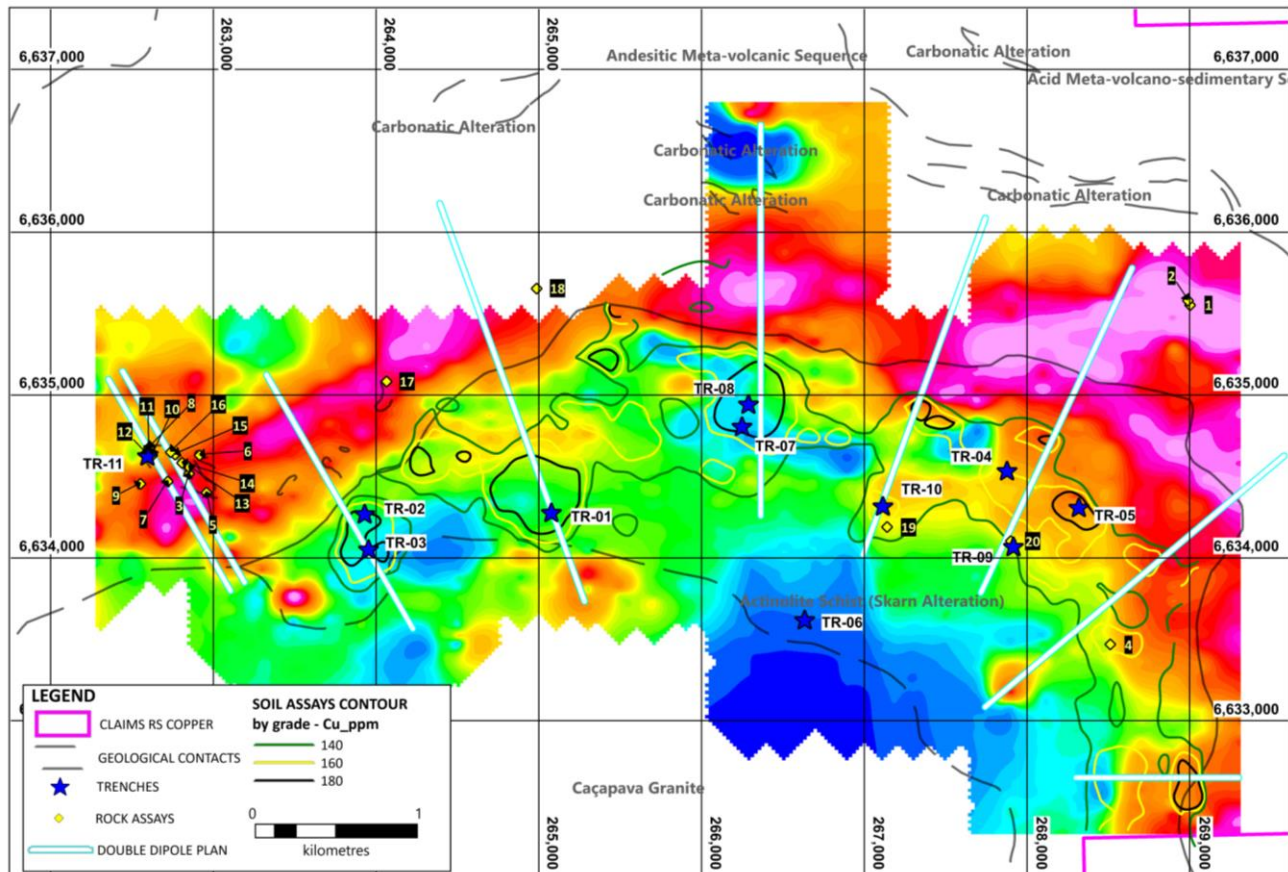 263,000
264,000
265,000
6,637,000
Andesitic Meta-volcanic Sequence
Carbonatic Alteration
6,637,000
Acid Meta-volcano-sedimentary S
Carbonatic Alteration
Carbonatic Alteration
Carbonatic Alteration
Carbonatic Alteration
6,636,000
6,636,000
2
1
18
6,635,000
17
TR-08
6,635,000
11
10
8
16
12
15
TR-07
6
TR-11
TR-04
14
9
13
7
3
5
TR-10
TR-02
TR-01
TR-05
19
6,634,000
TR-03
20
TR-09
6,634,000
Actinolite Schist (Skarn Alteration)
TR-06
4
6,633,000
Caçapava Granite
265,000
266,000
267,000
268,000
269,000
LEGEND
CLAIMS RS COPPER
GEOLOGICAL CONTACTS
TRENCHES
ROCK ASSAYS
DOUBLE DIPOLE PLAN
SOIL ASSAYS CONTOUR
by grade - Cu_ppm
140
160
180
0 1
kilometres